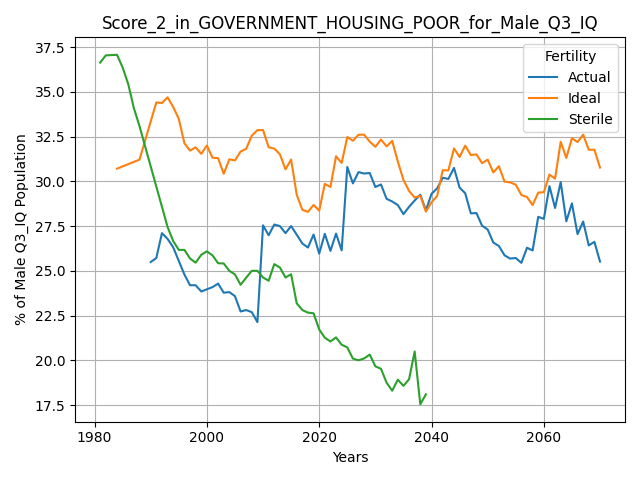 Score_2_in_GOVERNMENT_HOUSING_POOR_for_Male_Q3_IQ
Fertility
Actual
Ideal
Sterile
% of Male Q3_IQ Population
37.5
35.0
32.5
30.0
27.5
25.0
22.5
20.0
17.5
1980
2000
2020
2040
2060
Years